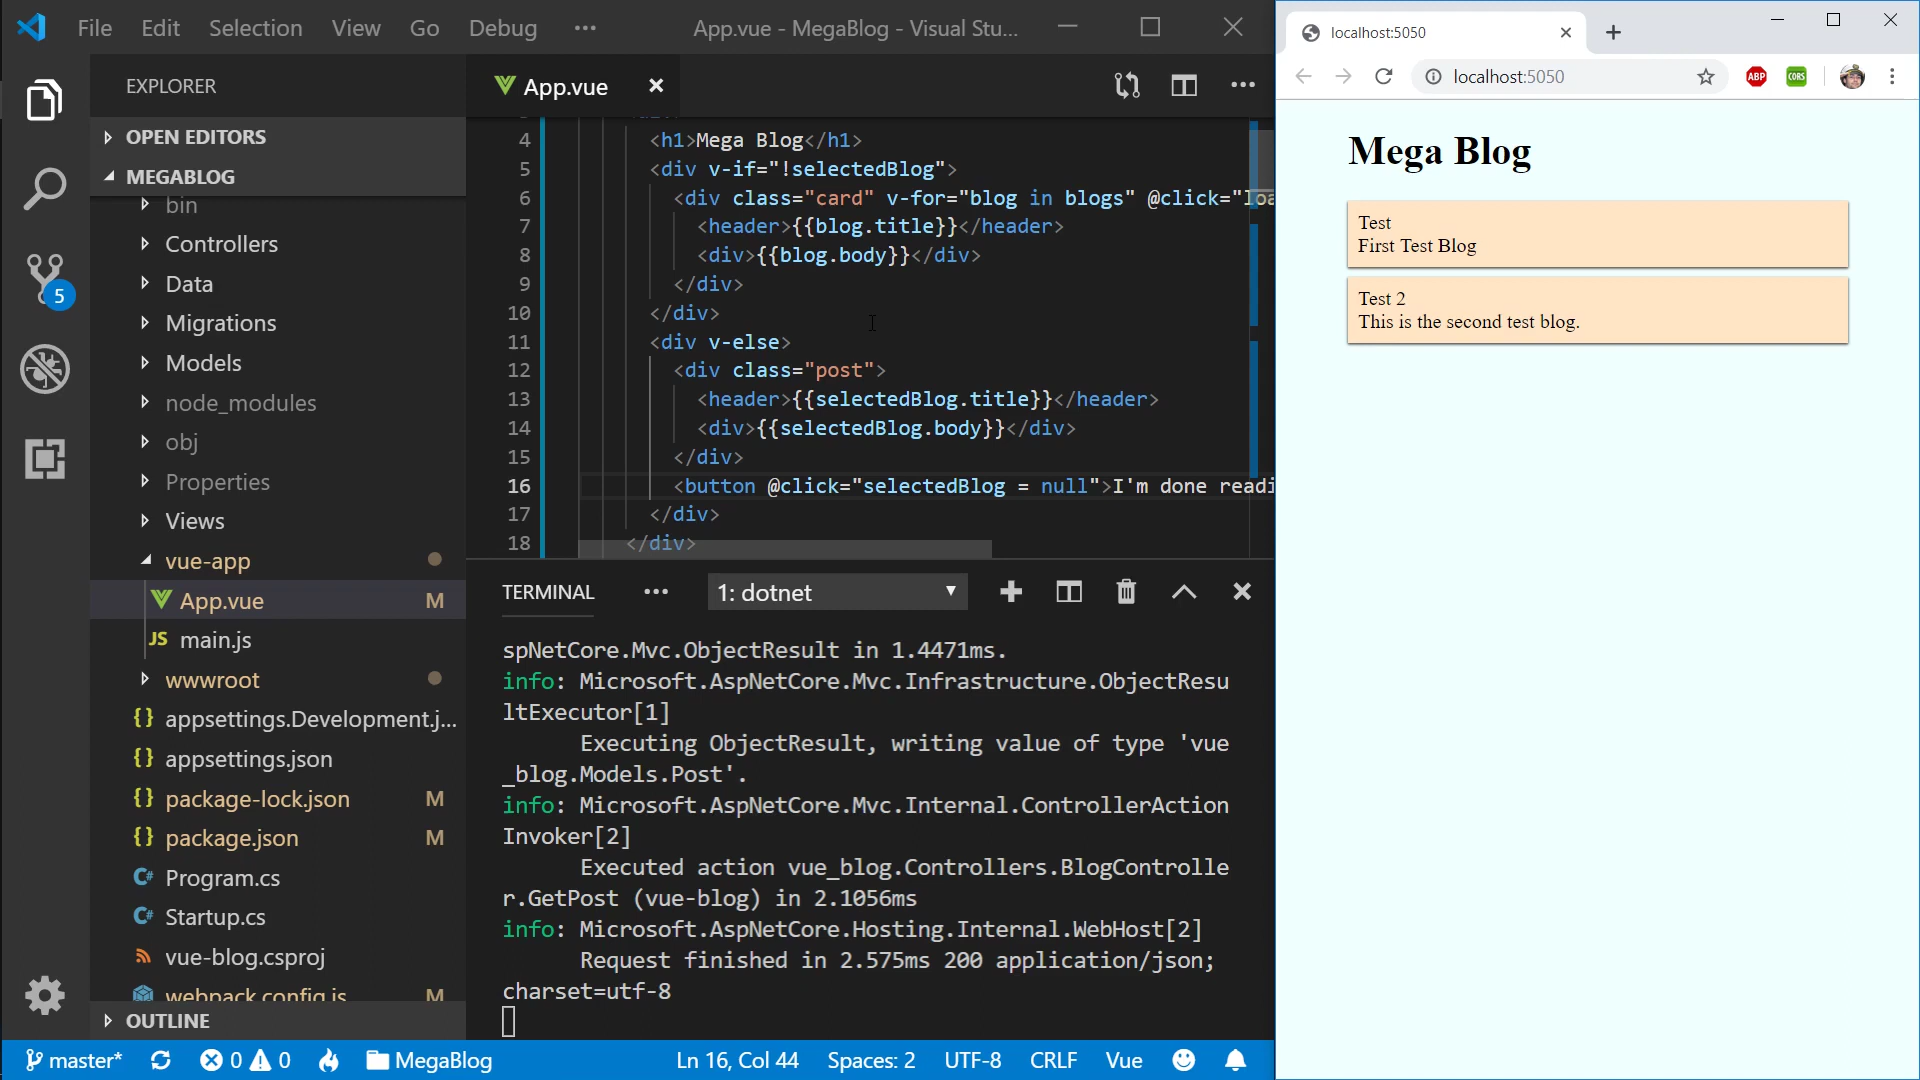 File Edit Selection View Go Debug ··· App.vue - MegaBlog - Visual Stu...
EXPLORER
OPEN EDITORS
MEGABLOG
bin
Controllers
Data
Migrations
Models
node_modules
obj
Properties
Views
vue-app
App.vue M
JS main.js
wwwroot
{} appsettings.Development.j...
{} appsettings.json
{} package-lock.json M
{} package.json M
C# Program.cs
C# Startup.cs
vue-blog.csproj
webpack.config.js M
OUTLINE
5
App.vue
4 <h1>Mega Blog</h1>
5 <div v-if="!selectedBlog">
6 <div class="card" v-for="blog in blogs" @click="loa
7 <header>{{blog.title}}</header>
8 <div>{{blog.body}}</div>
9 </div>
10 </div>
11 <div v-else>
12 <div class="post">
13 <header>{{selectedBlog.title}}</header>
14 <div>{{selectedBlog.body}}</div>
15 </div>
16 <button @click="selectedBlog = null">I'm done readi
17 </div>
18 </div>
TERMINAL ··· 1: dotnet
spNetCore.Mvc.ObjectResult in 1.4471ms.
info: Microsoft.AspNetCore.Mvc.Infrastructure.ObjectResu
ltExecutor[1]
Executing ObjectResult, writing value of type 'vue
_blog.Models.Post'.
info: Microsoft.AspNetCore.Mvc.Internal.ControllerAction
Invoker[2]
Executed action vue_blog.Controllers.BlogControlle
r.GetPost (vue-blog) in 2.1056ms
info: Microsoft.AspNetCore.Hosting.Internal.WebHost[2]
Request finished in 2.575ms 200 application/json;
charset=utf-8
master* 0 0 MegaBlog Ln 16, Col 44 Spaces: 2 UTF-8 CRLF Vue
localhost:5050
localhost:5050 ABP CORS
Mega Blog
Test
First Test Blog
Test 2
This is the second test blog.